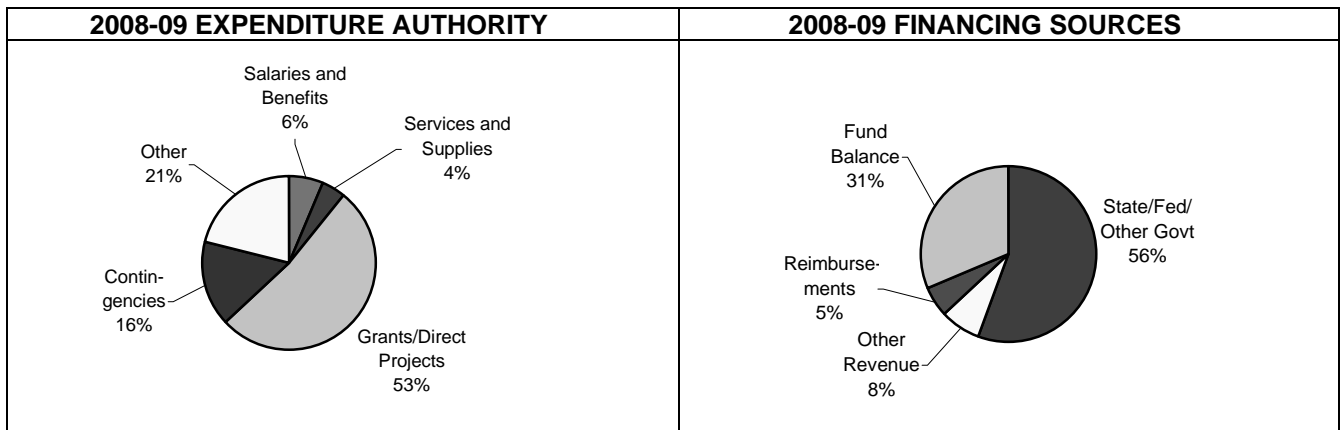 2008-09 EXPENDITURE AUTHORITY
Salaries and
Benefits
6%
Services and
Supplies
4%
Other
21%
Contin-
gencies
16%
Grants/Direct
Projects
53%
2008-09 FINANCING SOURCES
Fund
Balance
31%
State/Fed/
Other Govt
56%
Reimburse-
ments
5%
Other
Revenue
8%